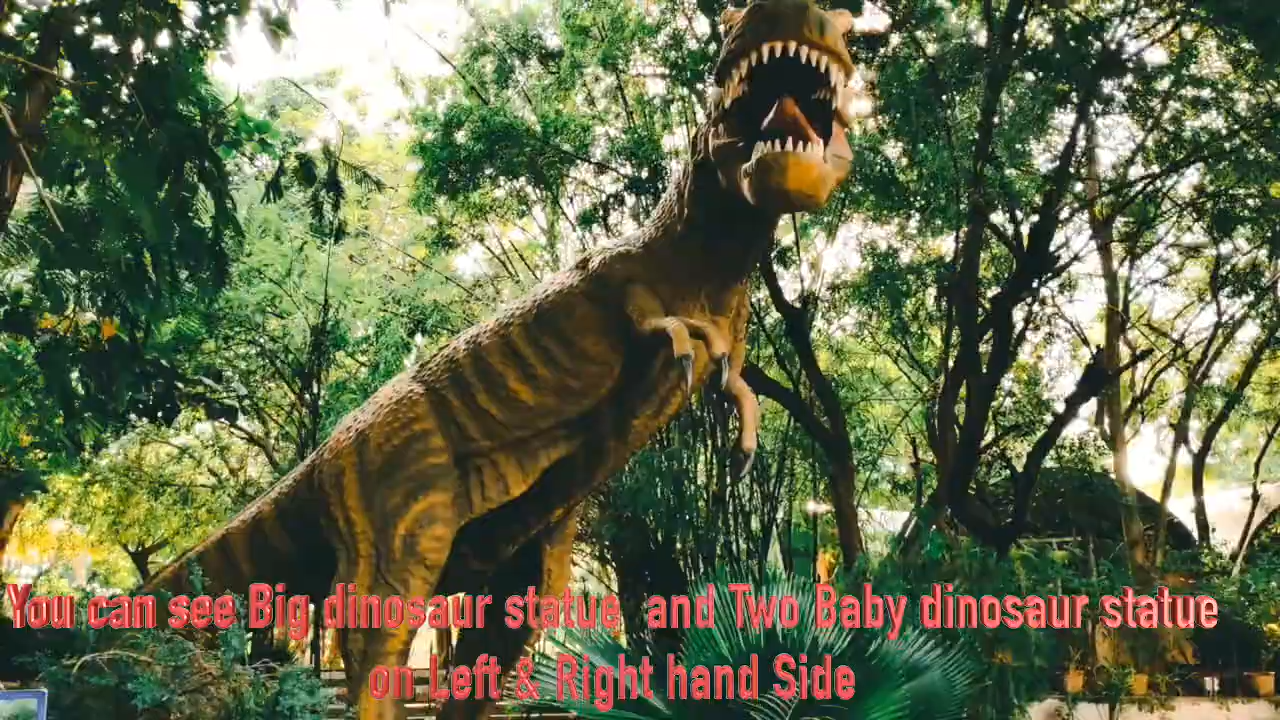 You can see Big dinosaur statue and Two Baby dinosaur statue
on Left & Right hand Side